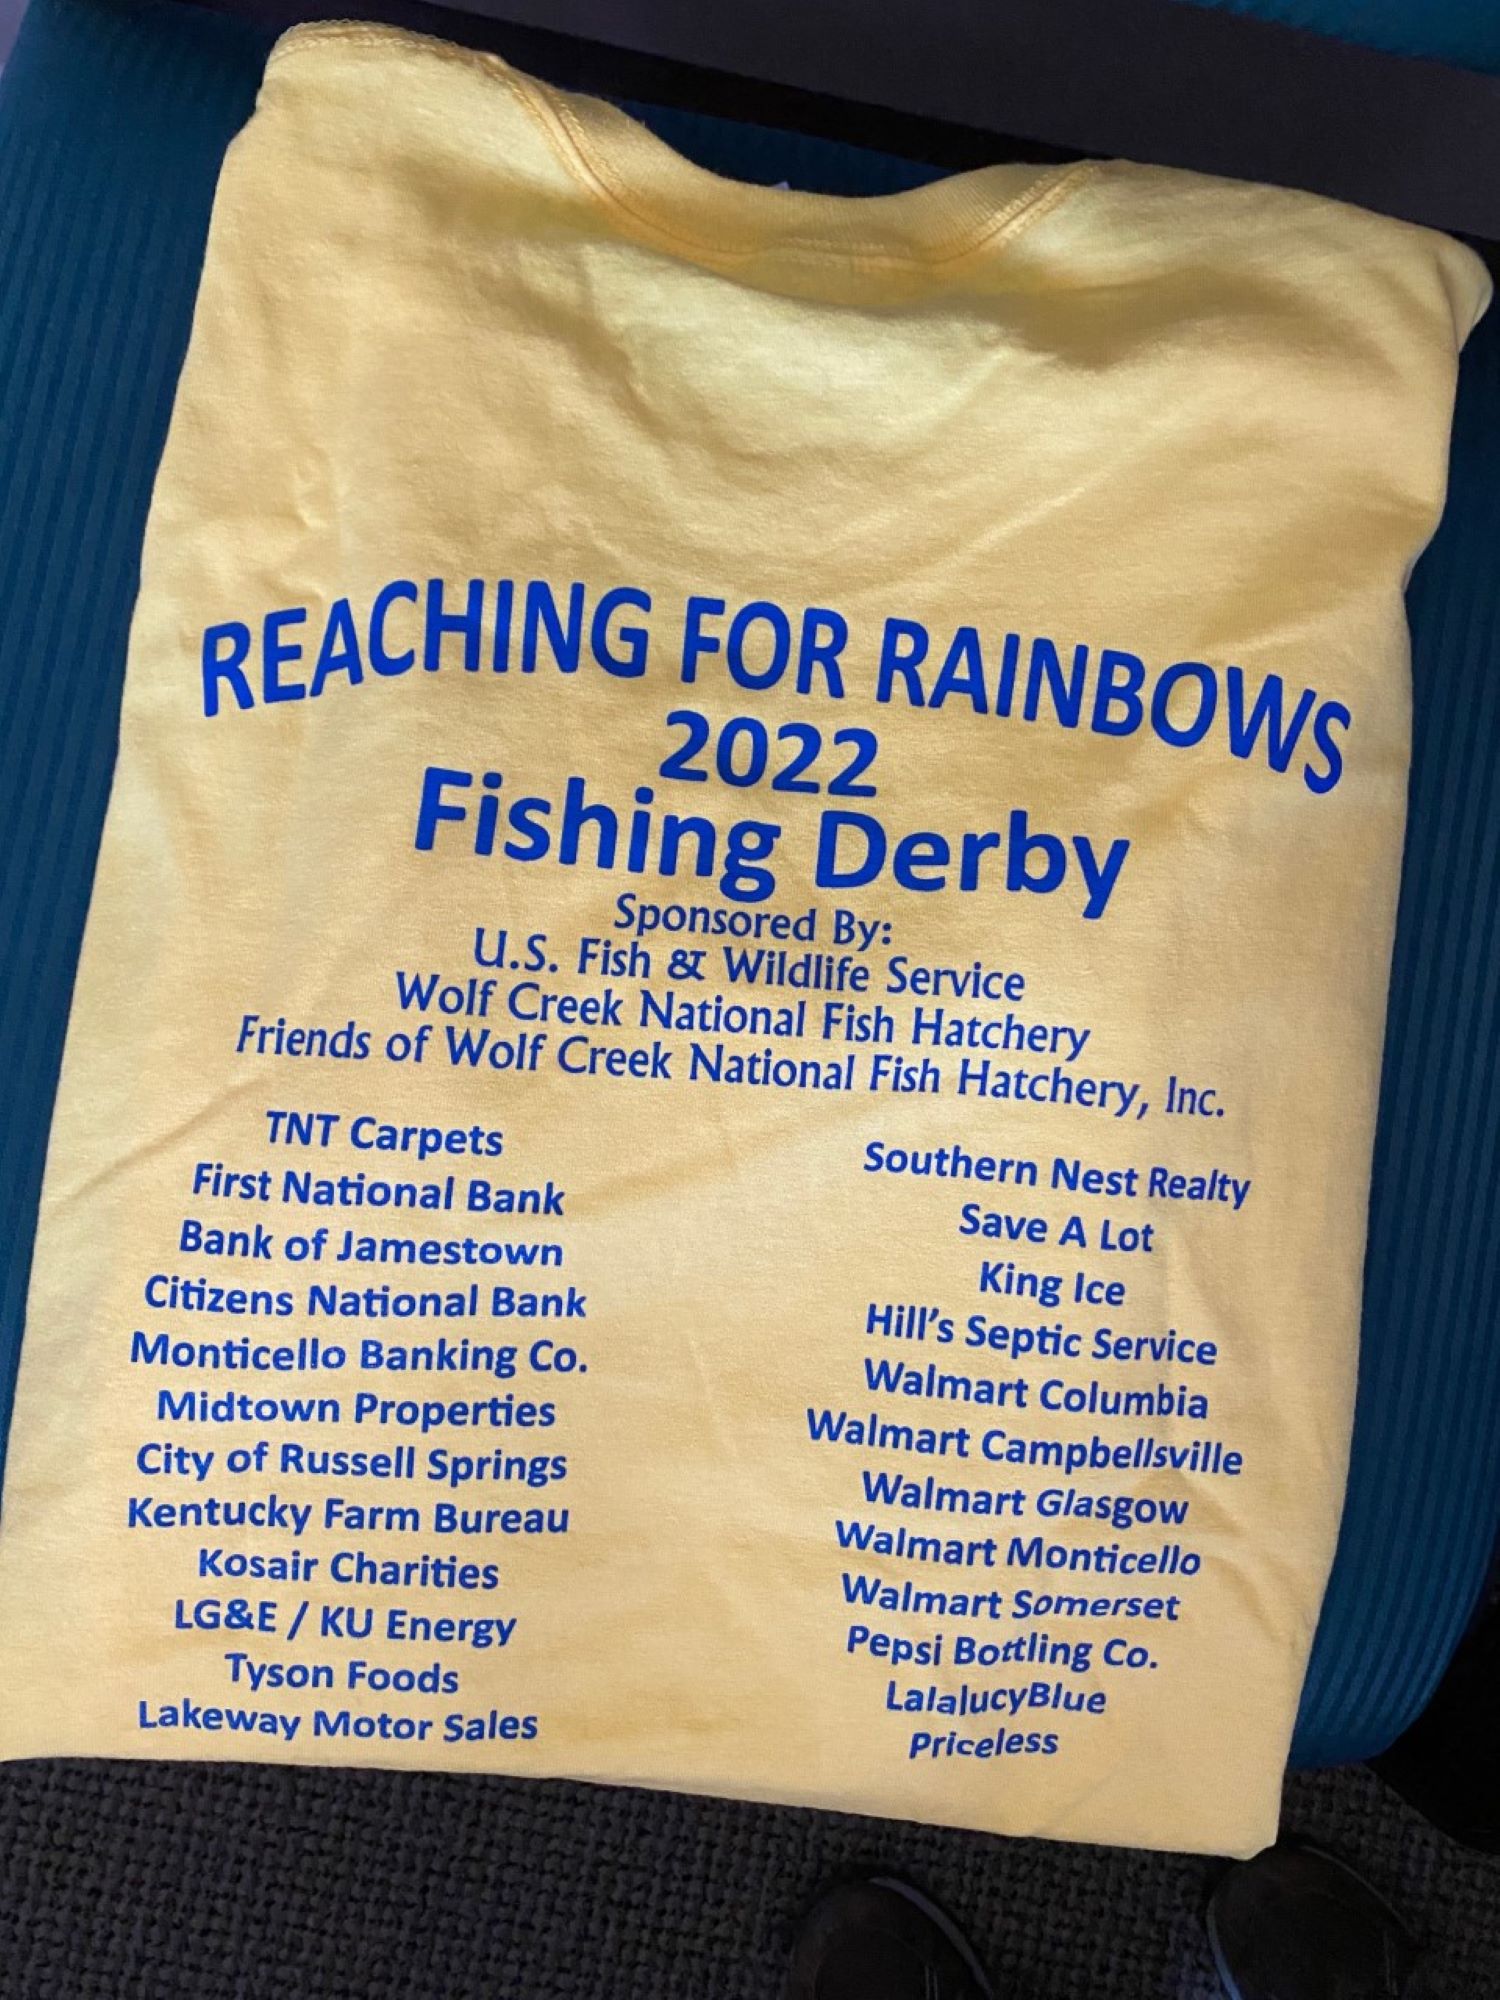 REACHING FOR RAINBOWS
2022
Fishing Derby
Sponsored By:
U.S. Fish & Wildlife Service
Wolf Creek National Fish Hatchery
Friends of Wolf Creek National Fish Hatchery, Inc.
TNT Carpets
First National Bank
Bank of Jamestown
Citizens National Bank
Monticello Banking Co.
Midtown Properties
City of Russell Springs
Kentucky Farm Bureau
Kosair Charities
LG&E / KU Energy
Tyson Foods
Lakeway Motor Sales
Southern Nest Realty
Save A Lot
King Ice
Hill's Septic Service
Walmart Columbia
Walmart Campbellsville
Walmart Glasgow
Walmart Monticello
Walmart Somerset
Pepsi Bottling Co.
LalalucyBlue
Priceless